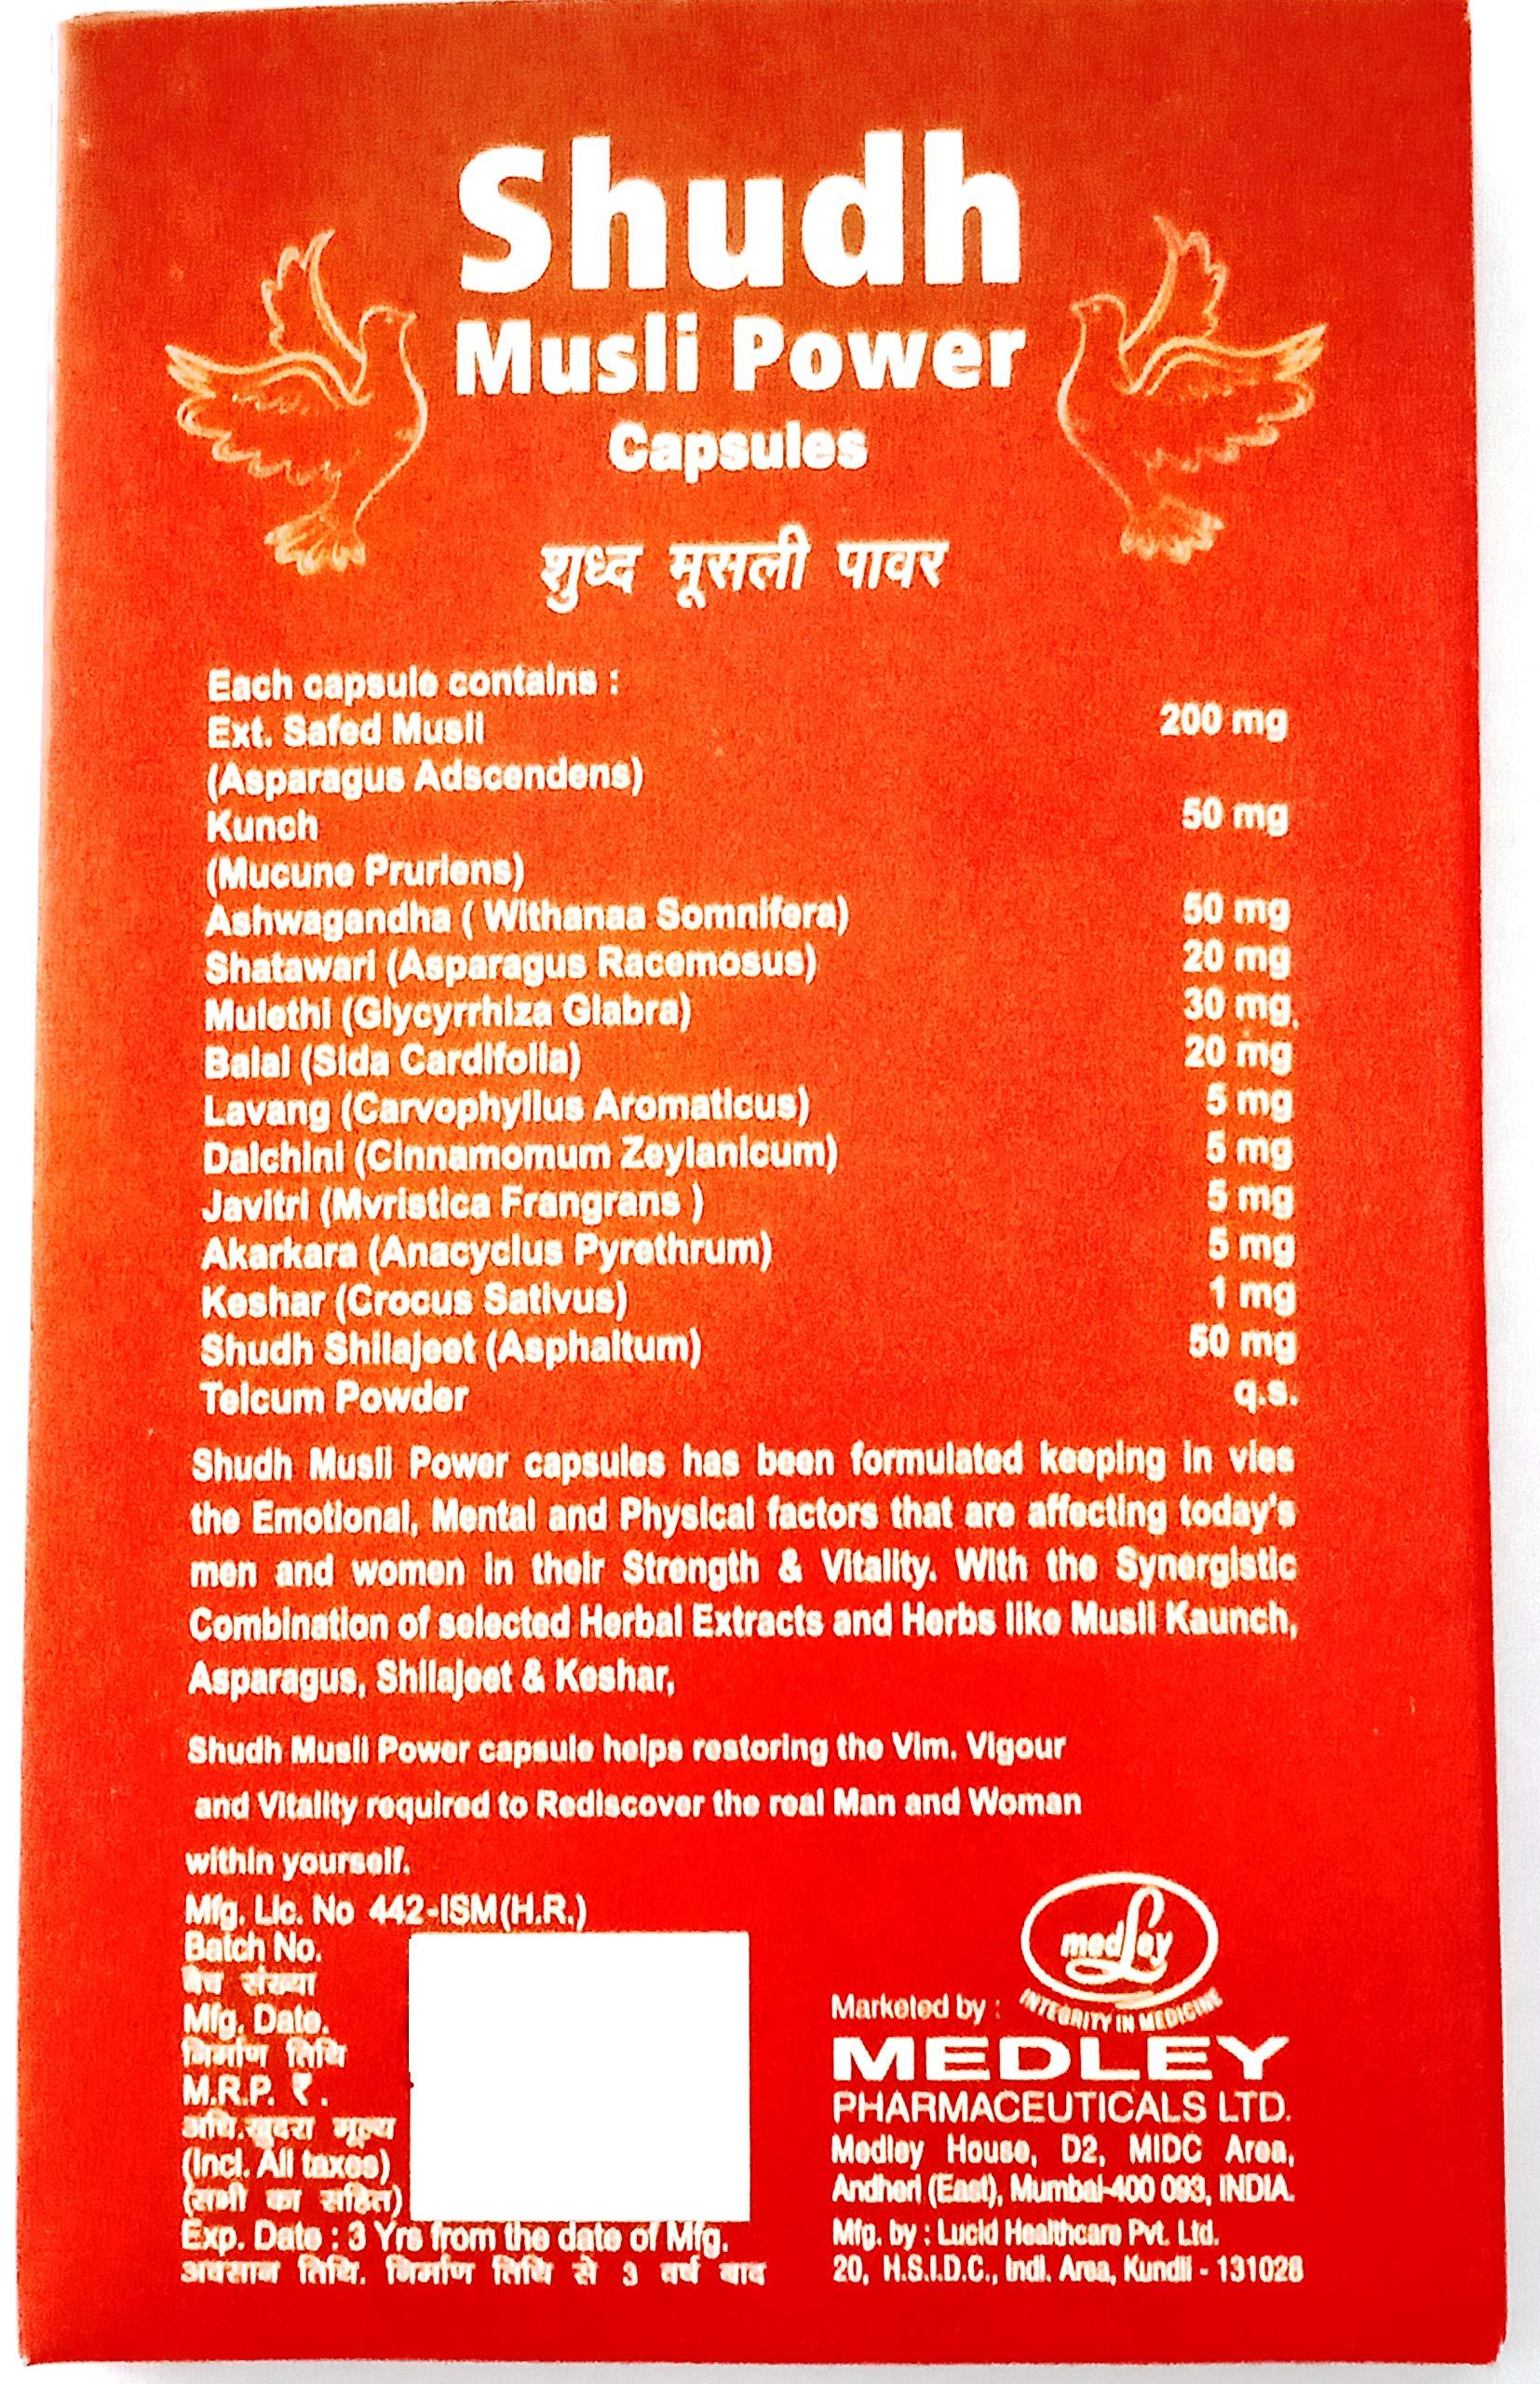 Shudh
Musli Power
Capsules
शुध्द मूसली पावर
Each capsule contains :
Ext. Safed Musli 200 mg
(Asparagus Adscendens)
Kunch 50 mg
(Mucune Pruriens)
Ashwagandha ( Withanaa Somnifera) 50 mg
Shatawari (Asparagus Racemosus) 20 mg
Mulethi (Glycyrrhiza Glabra) 30 mg.
Balal (Sida Cardifolia) 20 mg
Lavang (Carvophyllus Aromaticus) 5 mg
Dalchini (Cinnamomum Zeylanicum) 5 mg
Javitri (Mvristica Frangrans ) 5 mg
Akarkara (Anacyclus Pyrethrum) 5 mg
Keshar (Crocus Sativus) 1 mg
Shudh Shilajeet (Asphaltum) 50 mg
Telcum Powder q.s.
Shudh Musli Power capsules has been formulated keeping in vies
the Emotional, Mental and Physical factors that are affecting today's
men and women in their Strength & Vitality. With the Synergistic
Combination of selected Herbal Extracts and Herbs like Musli Kaunch,
Asparagus, Shilajeet & Keshar,
Shudh Musli Power capsule helps restoring the Vim. Vigour
and Vitality required to Rediscover the real Man and Woman
within yourself.
Mfg. Lic. No 442-ISM(H.R.)
Batch No.
बैच संख्या
Mfg. Date.
निर्माण तिथि
M.R.P. ₹ .
अधि.खुदरा मूल्य
(Incl. All taxes)
(सभी का सहित)
Exp. Date : 3 Yrs from the date of Mfg.
अवसान तिथि. निर्माण तिथि से 3 वर्ष बाद
medley
INTEGRITY IN MEDICINE
Marketed by :
MEDLEY
PHARMACEUTICALS LTD.
Medley House, D2, MIDC Area,
Andheri (East), Mumbai-400 093, INDIA.
Mfg. by : Lucid Healthcare Pvt. Ltd.
20, H.S.I.D.C., Indl. Area, Kundli - 131028